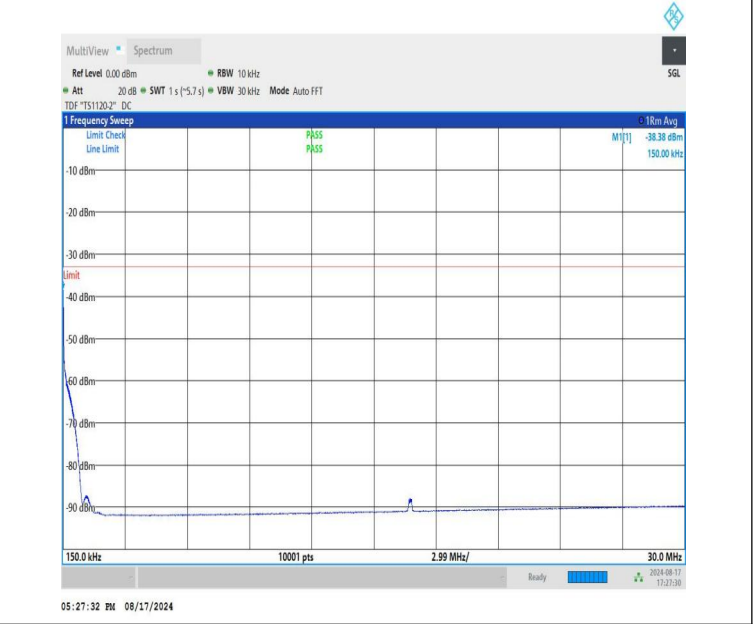 R&S
MultiView Spectrum
Ref Level 0.00 dBm RBW 10 kHz SGL
Att 20 dB SWT 1 s (~5.7 s) VBW 30 kHz Mode Auto FFT
TDF "TS1120-2" DC
1 Frequency Sweep 1Rm Avg
Limit Check PASS M1[1] -38.38 dBm
Line Limit PASS 150.00 kHz
-10 dBm
-20 dBm
-30 dBm
Limit
-40 dBm
-50 dBm
-60 dBm
-70 dBm
-80 dBm
-90 dBm
150.0 kHz 10001 pts 2.99 MHz/ 30.0 MHz
Ready 2024-08-17
17:27:30
05:27:32 PM 08/17/2024